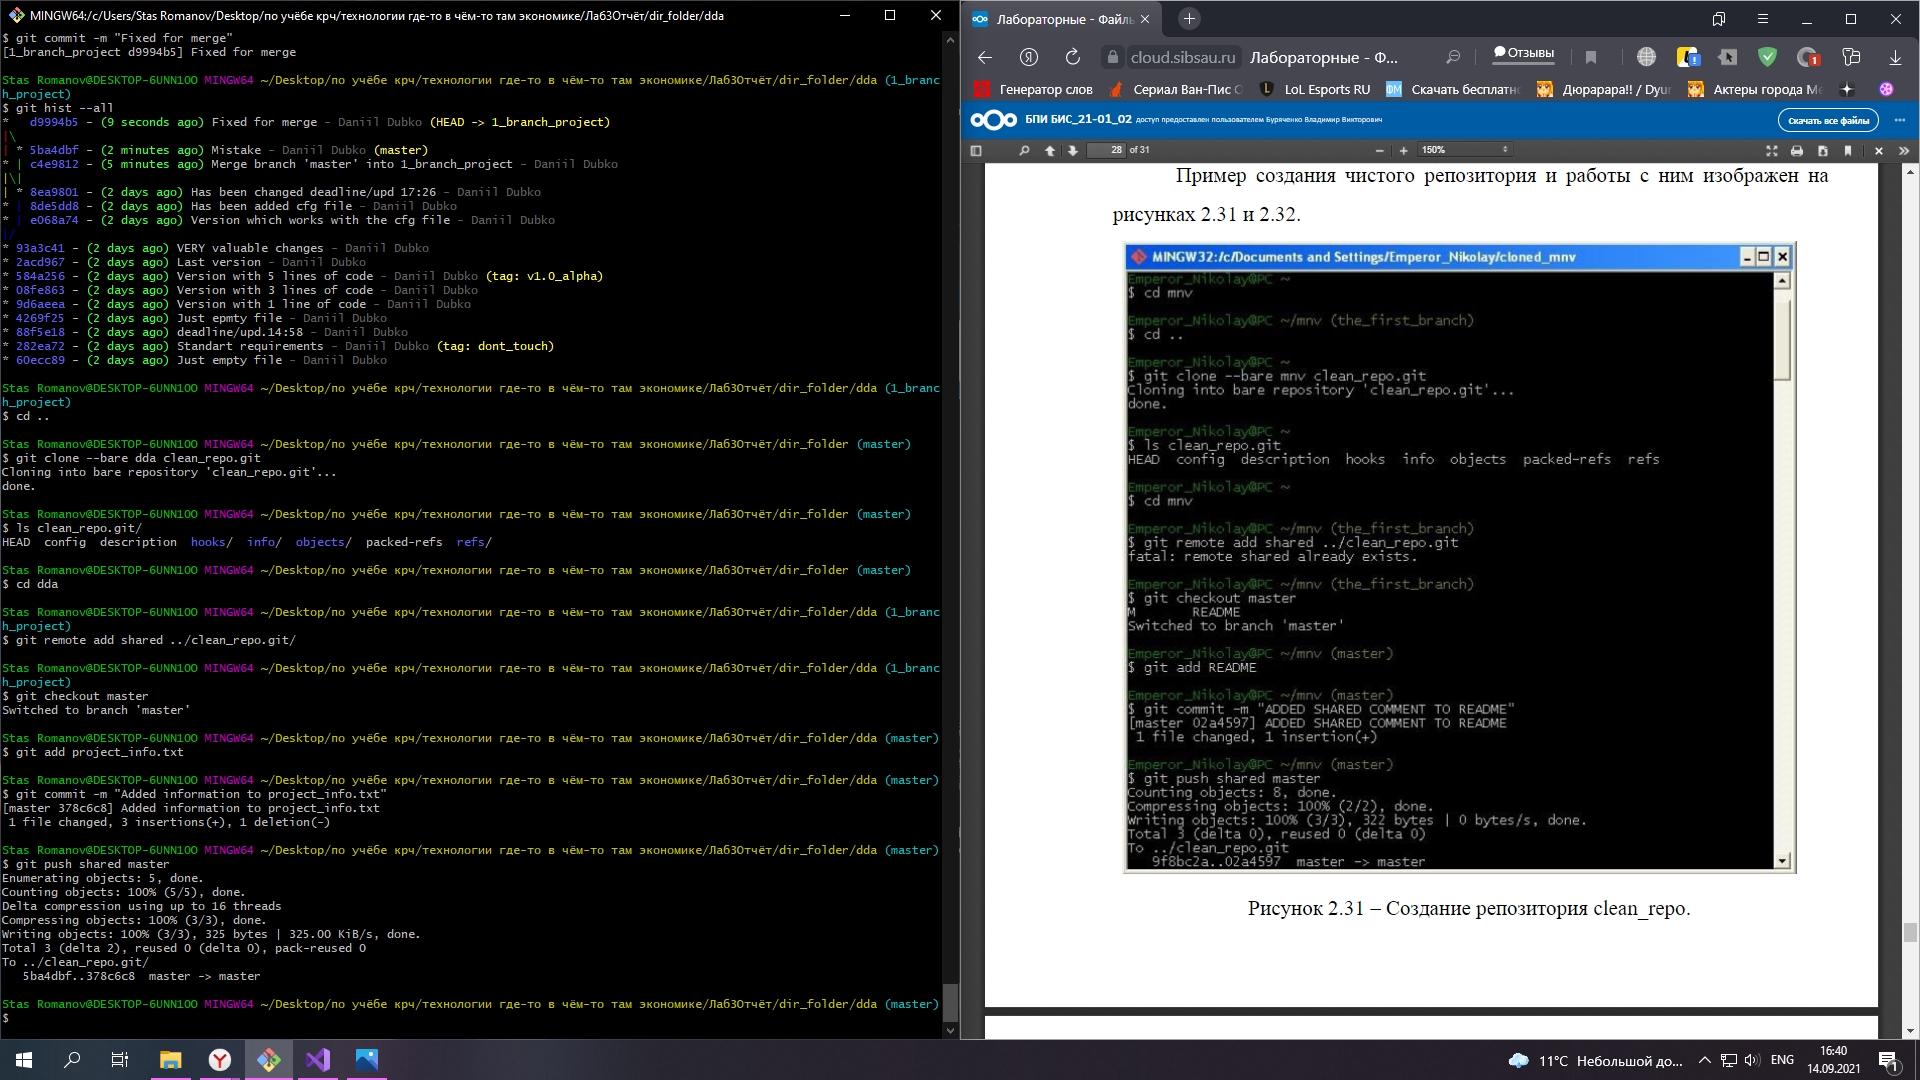 MINGW64:/c/Users/Stas Romanov/Desktop/по учёбе крч/технологии где-то в чём-то там экономике/Лаб3Отчёт/dir_folder/dda
$ git commit -m "Fixed for merge"
[1_branch_project d9994b5] Fixed for merge
Stas Romanov@DESKTOP-6UNN1OO MINGW64 ~/Desktop/по учёбе крч/технологии где-то в чём-то там экономике/Лаб3Отчёт/dir_folder/dda (1_branc
h_project)
$ git hist --all
*   d9994b5 - (9 seconds ago) Fixed for merge - Daniil Dubko (HEAD -> 1_branch_project)
|\
| * 5ba4dbf - (2 minutes ago) Mistake - Daniil Dubko (master)
* | c4e9812 - (5 minutes ago) Merge branch 'master' into 1_branch_project - Daniil Dubko
|\|
| * 8ea9801 - (2 days ago) Has been changed deadline/upd 17:26 - Daniil Dubko
* | 8de5dd8 - (2 days ago) Has been added cfg file - Daniil Dubko
* | e068a74 - (2 days ago) Version which works with the cfg file - Daniil Dubko
|/
* 93a3c41 - (2 days ago) VERY valuable changes - Daniil Dubko
* 2acd967 - (2 days ago) Last version - Daniil Dubko
* 584a256 - (2 days ago) Version with 5 lines of code - Daniil Dubko (tag: v1.0_alpha)
* 08fe863 - (2 days ago) Version with 3 lines of code - Daniil Dubko
* 9d6aeea - (2 days ago) Version with 1 line of code - Daniil Dubko
* 4269f25 - (2 days ago) Just epmty file - Daniil Dubko
* 88f5e18 - (2 days ago) deadline/upd.14:58 - Daniil Dubko
* 282ea72 - (2 days ago) Standart requirements - Daniil Dubko (tag: dont_touch)
* 60ecc89 - (2 days ago) Just empty file - Daniil Dubko
Stas Romanov@DESKTOP-6UNN1OO MINGW64 ~/Desktop/по учёбе крч/технологии где-то в чём-то там экономике/Лаб3Отчёт/dir_folder/dda (1_branc
h_project)
$ cd ..
Stas Romanov@DESKTOP-6UNN1OO MINGW64 ~/Desktop/по учёбе крч/технологии где-то в чём-то там экономике/Лаб3Отчёт/dir_folder (master)
$ git clone --bare dda clean_repo.git
Cloning into bare repository 'clean_repo.git'...
done.
Stas Romanov@DESKTOP-6UNN1OO MINGW64 ~/Desktop/по учёбе крч/технологии где-то в чём-то там экономике/Лаб3Отчёт/dir_folder (master)
$ ls clean_repo.git/
HEAD  config  description  hooks/  info/  objects/  packed-refs  refs/
Stas Romanov@DESKTOP-6UNN1OO MINGW64 ~/Desktop/по учёбе крч/технологии где-то в чём-то там экономике/Лаб3Отчёт/dir_folder (master)
$ cd dda
Stas Romanov@DESKTOP-6UNN1OO MINGW64 ~/Desktop/по учёбе крч/технологии где-то в чём-то там экономике/Лаб3Отчёт/dir_folder/dda (1_branc
h_project)
$ git remote add shared ../clean_repo.git/
Stas Romanov@DESKTOP-6UNN1OO MINGW64 ~/Desktop/по учёбе крч/технологии где-то в чём-то там экономике/Лаб3Отчёт/dir_folder/dda (1_branc
h_project)
$ git checkout master
Switched to branch 'master'
Stas Romanov@DESKTOP-6UNN1OO MINGW64 ~/Desktop/по учёбе крч/технологии где-то в чём-то там экономике/Лаб3Отчёт/dir_folder/dda (master)
$ git add project_info.txt
Stas Romanov@DESKTOP-6UNN1OO MINGW64 ~/Desktop/по учёбе крч/технологии где-то в чём-то там экономике/Лаб3Отчёт/dir_folder/dda (master)
$ git commit -m "Added information to project_info.txt"
[master 378c6c8] Added information to project_info.txt
 1 file changed, 3 insertions(+), 1 deletion(-)
Stas Romanov@DESKTOP-6UNN1OO MINGW64 ~/Desktop/по учёбе крч/технологии где-то в чём-то там экономике/Лаб3Отчёт/dir_folder/dda (master)
$ git push shared master
Enumerating objects: 5, done.
Counting objects: 100% (5/5), done.
Delta compression using up to 16 threads
Compressing objects: 100% (3/3), done.
Writing objects: 100% (3/3), 325 bytes | 325.00 KiB/s, done.
Total 3 (delta 2), reused 0 (delta 0), pack-reused 0
To ../clean_repo.git/
   5ba4dbf..378c6c8  master -> master
Stas Romanov@DESKTOP-6UNN1OO MINGW64 ~/Desktop/по учёбе крч/технологии где-то в чём-то там экономике/Лаб3Отчёт/dir_folder/dda (master)
$
Лабораторные - Файлы
cloud.sibsau.ru Лабораторные - Ф... Отзывы
Генератор слов Сериал Ван-Пис LoL Esports RU Скачать бесплатн Дюрарара!! / Dyur Актеры города Ме
БПИ БИС_21-01_02 доступ предоставлен пользователем Буряченко Владимир Викторович Скачать все файлы
28 of 31 150%
Пример создания чистого репозитория и работы с ним изображен на
рисунках 2.31 и 2.32.
MINGW32:/c/Documents and Settings/Emperor_Nikolay/cloned_mnv
Emperor_Nikolay@PC ~
$ cd mnv
Emperor_Nikolay@PC ~/mnv (the_first_branch)
$ cd ..
Emperor_Nikolay@PC ~
$ git clone --bare mnv clean_repo.git
Cloning into bare repository 'clean_repo.git'...
done.
Emperor_Nikolay@PC ~
$ ls clean_repo.git
HEAD  config  description  hooks  info  objects  packed-refs  refs
Emperor_Nikolay@PC ~
$ cd mnv
Emperor_Nikolay@PC ~/mnv (the_first_branch)
$ git remote add shared ../clean_repo.git
fatal: remote shared already exists.
Emperor_Nikolay@PC ~/mnv (the_first_branch)
$ git checkout master
M       README
Switched to branch 'master'
Emperor_Nikolay@PC ~/mnv (master)
$ git add README
Emperor_Nikolay@PC ~/mnv (master)
$ git commit -m "ADDED SHARED COMMENT TO README"
[master 02a4597] ADDED SHARED COMMENT TO README
 1 file changed, 1 insertion(+)
Emperor_Nikolay@PC ~/mnv (master)
$ git push shared master
Counting objects: 8, done.
Compressing objects: 100% (2/2), done.
Writing objects: 100% (3/3), 322 bytes | 0 bytes/s, done.
Total 3 (delta 0), reused 0 (delta 0)
To ../clean_repo.git
   9f8bc2a..02a4597  master -> master
Рисунок 2.31 – Создание репозитория clean_repo.
11°C Небольшой до... ENG 16:40
14.09.2021